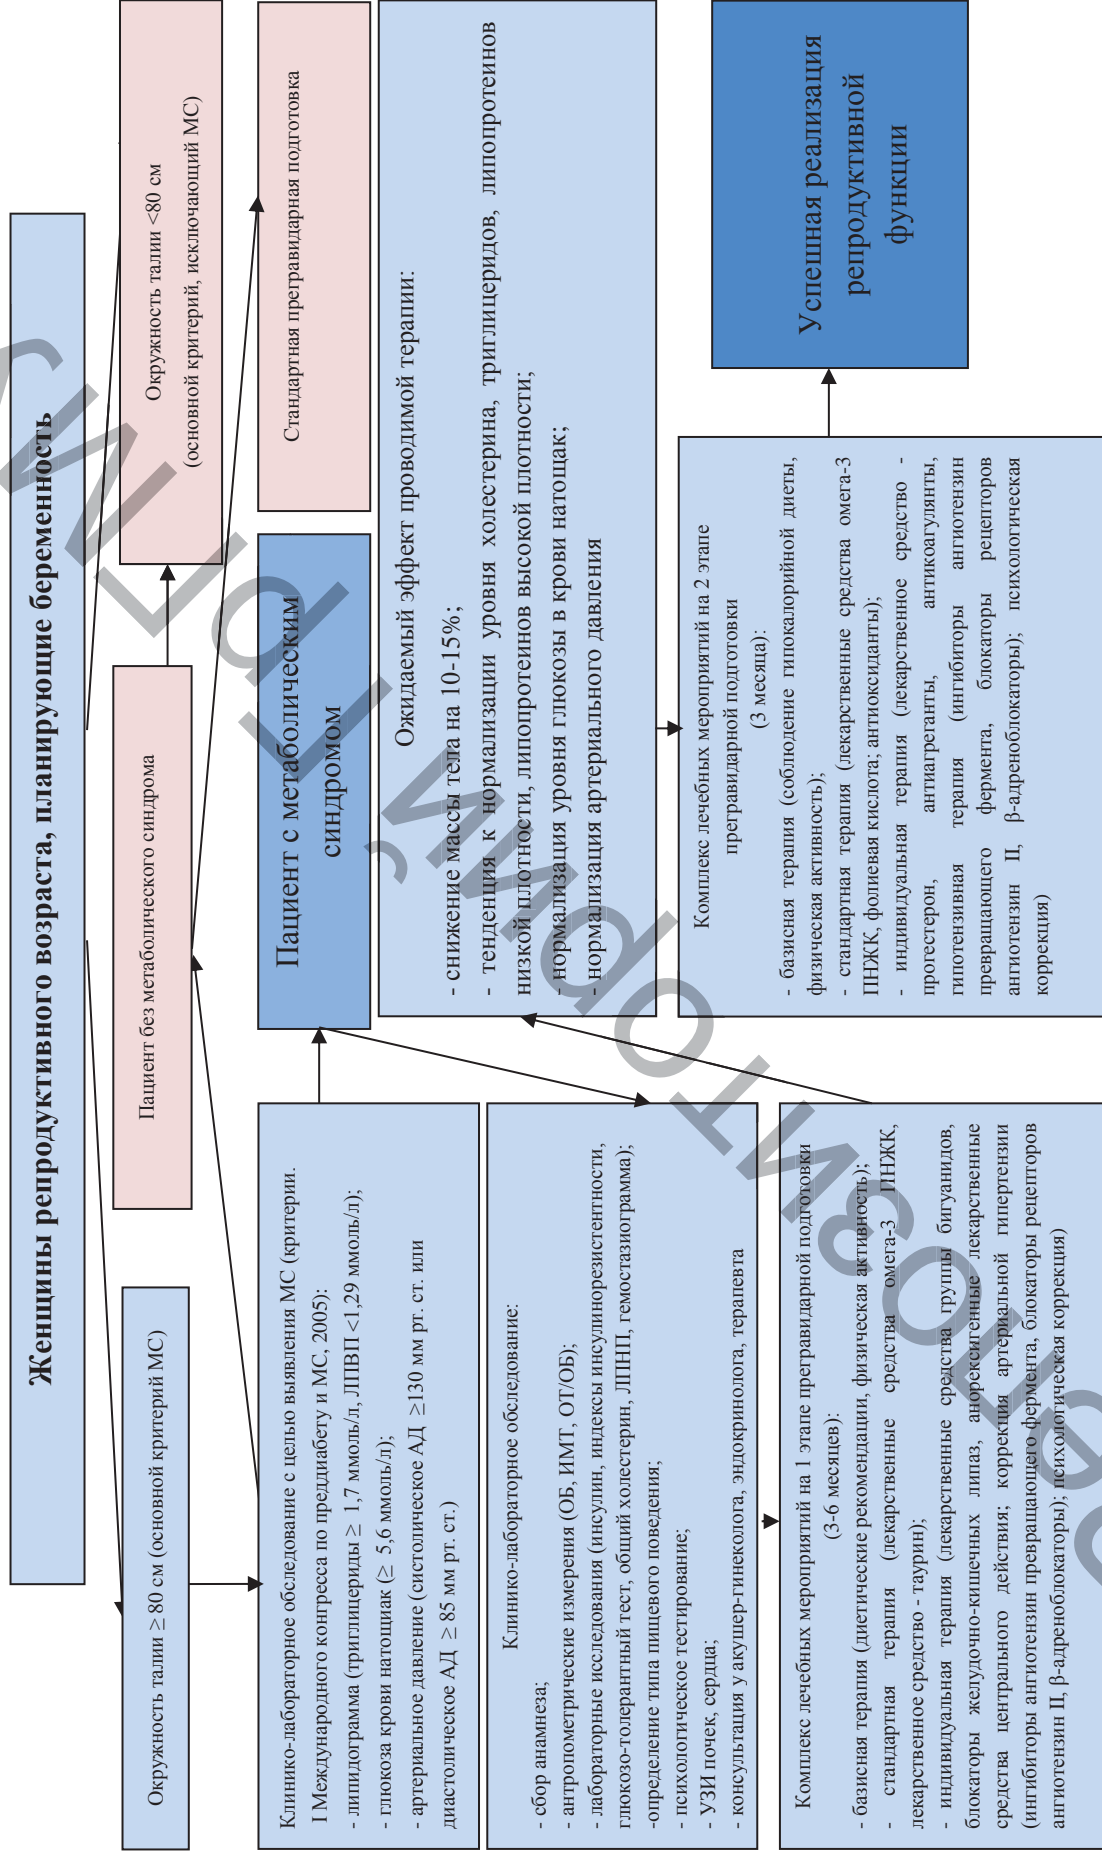 Женщины репродуктивного возраста, планирующие беременность
Окружность талии ≥ 80 см (основной критерий МС)
Пациент без метаболического синдрома
Окружность талии <80 см
(основной критерий, исключающий МС)
Клинико-лабораторное обследование с целью выявления МС (критерии.
I Международного конгресса по преддиабету и МС, 2005):
- липидограмма (триглицериды ≥ 1,7 ммоль/л, ЛПВП <1,29 ммоль/л);
- глюкоза крови натощиак (≥ 5,6 ммоль/л);
- артериальное давление (систолическое АД ≥130 мм рт. ст. или
диастолическое АД ≥ 85 мм рт. ст.)
Пациент с метаболическим
синдромом
Стандартная прегравидарная подготовка
Клинико-лабораторное обследование:
- сбор анамнеза;
- антропометрические измерения (ОБ, ИМТ, ОТ/ОБ);
- лабораторные исследования (инсулин, индексы инсулинорезистентности,
глюкозо-толерантный тест, общий холестерин, ЛПНП, гемостазиограмма);
-определение типа пищевого поведения;
- психологическое тестирование;
- УЗИ почек, сердца;
- консультация у акушер-гинеколога, эндокринолога, терапевта
Ожидаемый эффект проводимой терапии:
- снижение массы тела на 10-15%;
- тенденция к нормализации уровня холестерина, триглицеридов, липопротеинов
низкой плотности, липопротеинов высокой плотности;
- нормализация уровня глюкозы в крови натощак;
- нормализация артериального давления
Комплекс лечебных мероприятий на 1 этапе прегравидарной подготовки
(3-6 месяцев):
- базисная терапия (диетические рекомендации, физическая активность);
- стандартная терапия (лекарственные средства омега-3 ПНЖК,
лекарственное средство - таурин);
- индивидуальная терапия (лекарственные средства группы бигуанидов,
блокаторы желудочно-кишечных липаз, анорексигенные лекарственные
средства центрального действия; коррекция артериальной гипертензии
(ингибиторы ангиотензин превращающего фермента, блокаторы рецепторов
ангиотензин II, β-адреноблокаторы); психологическая коррекция)
Комплекс лечебных мероприятий на 2 этапе
прегравидарной подготовки
(3 месяца):
- базисная терапия (соблюдение гипокалорийной диеты,
физическая активность);
- стандартная терапия (лекарственные средства омега-3
ПНЖК, фолиевая кислота; антиоксиданты);
- индивидуальная терапия (лекарственное средство -
прогестерон, антиагреганты, антикоагулянты,
гипотензивная терапия (ингибиторы ангиотензин
превращающего фермента, блокаторы рецепторов
ангиотензин II, β-адреноблокаторы); психологическая
коррекция)
Успешная реализация
репродуктивной
функции
Репозиторий ГрГМУ